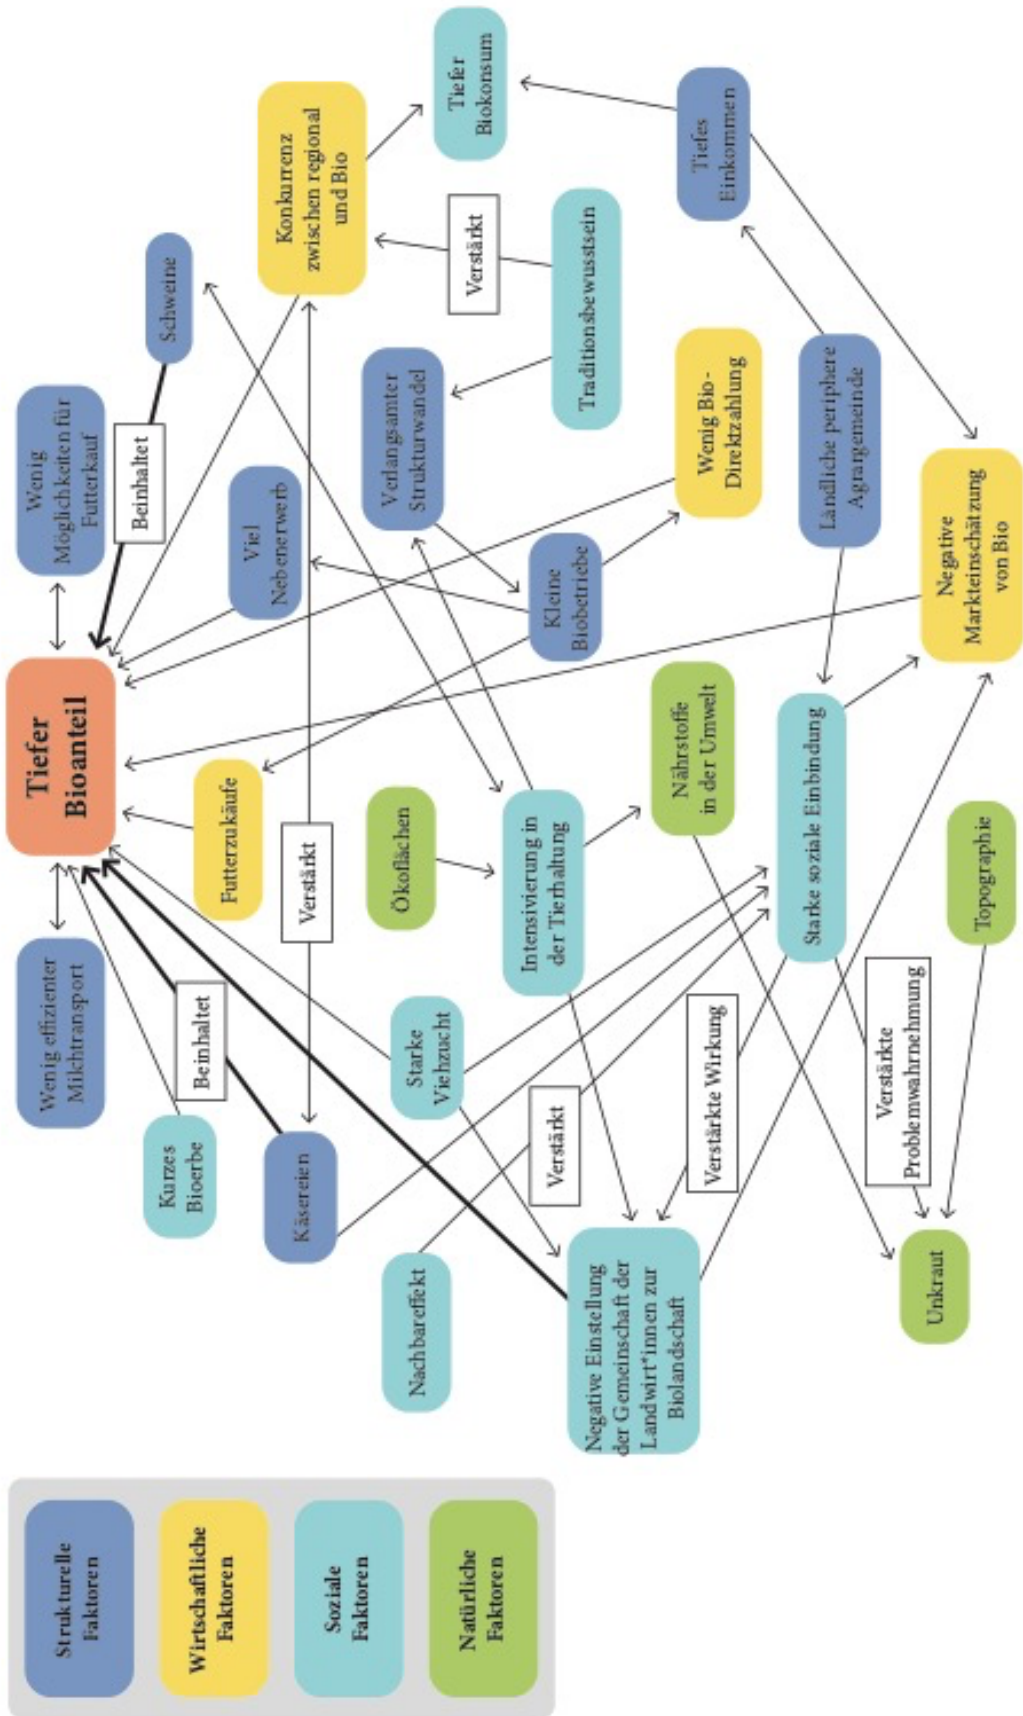 Strukturelle
Faktoren
Wirtschaftliche
Faktoren
Soziale
Faktoren
Natürliche
Faktoren
Tiefer
Bioanteil
Wenig effizienter
Milchtransport
Wenig
Möglichkeiten für
Futterkauf
Kurzes
Bioerbe
Beinhaltet
Futterzukäufe
Beinhaltet
Schweine
Käsereien
Verstärkt
Viel
Nebenerwerb
Konkurrenz
zwischen regional
und Bio
Nachbareffekt
Starke
Viehzucht
Ökoflächen
Verlangsamter
Strukturwandel
Verstärkt
Tiefer
Biokonsum
Verstärkt
Intensivierung in
der Tierhaltung
Kleine
Biobetriebe
Traditionsbewusstsein
Negative Einstellung
der Gemeinschaft der
Landwirt*innen zur
Biolandschaft
Verstärkte Wirkung
Nährstoffe
in der Umwelt
Wenig Bio-
Direktzahlung
Tiefes
Einkommen
Starke soziale Einbindung
Ländliche periphere
Agrargemeinde
Verstärkte
Problemwahrnehmung
Unkraut
Topographie
Negative
Markteinschätzung
von Bio